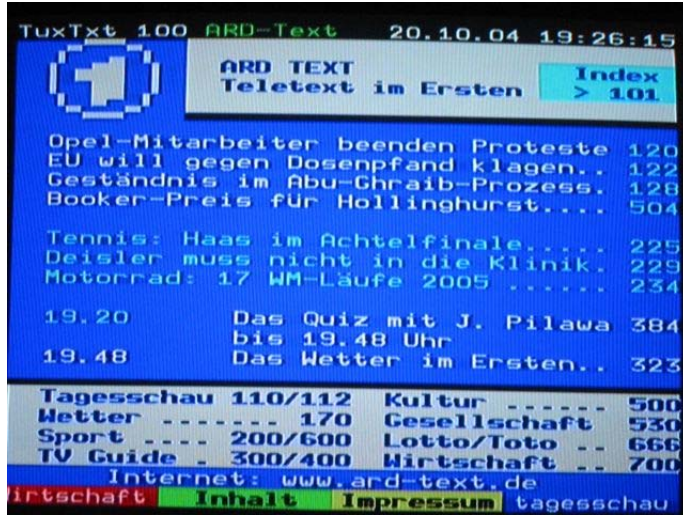 TuxTxt 100 ARD-Text 20.10.04 19:26:15
ARD TEXT Index
Teletext im Ersten > 101
Opel-Mitarbeiter beenden Proteste 120
EU will gegen Dosenpfand klagen.. 122
Geständnis im Abu-Ghraib-Prozess. 128
Booker-Preis für Hollinghurst.... 504
Tennis: Haas im Achtelfinale..... 225
Deisler muss nicht in die Klinik. 229
Motorrad: 17 WM-Läufe 2005 ...... 234
19.20 Das Quiz mit J. Pilawa 384
bis 19.48 Uhr
19.48 Das Wetter im Ersten.. 323
Tagesschau 110/112 Kultur ...... 500
Wetter ....... 170 Gesellschaft 530
Sport .... 200/600 Lotto/Toto .. 666
TV Guide . 300/400 Wirtschaft .. 700
Internet: www.ard-text.de
irtschaft Inhalt Impressum tagesschau